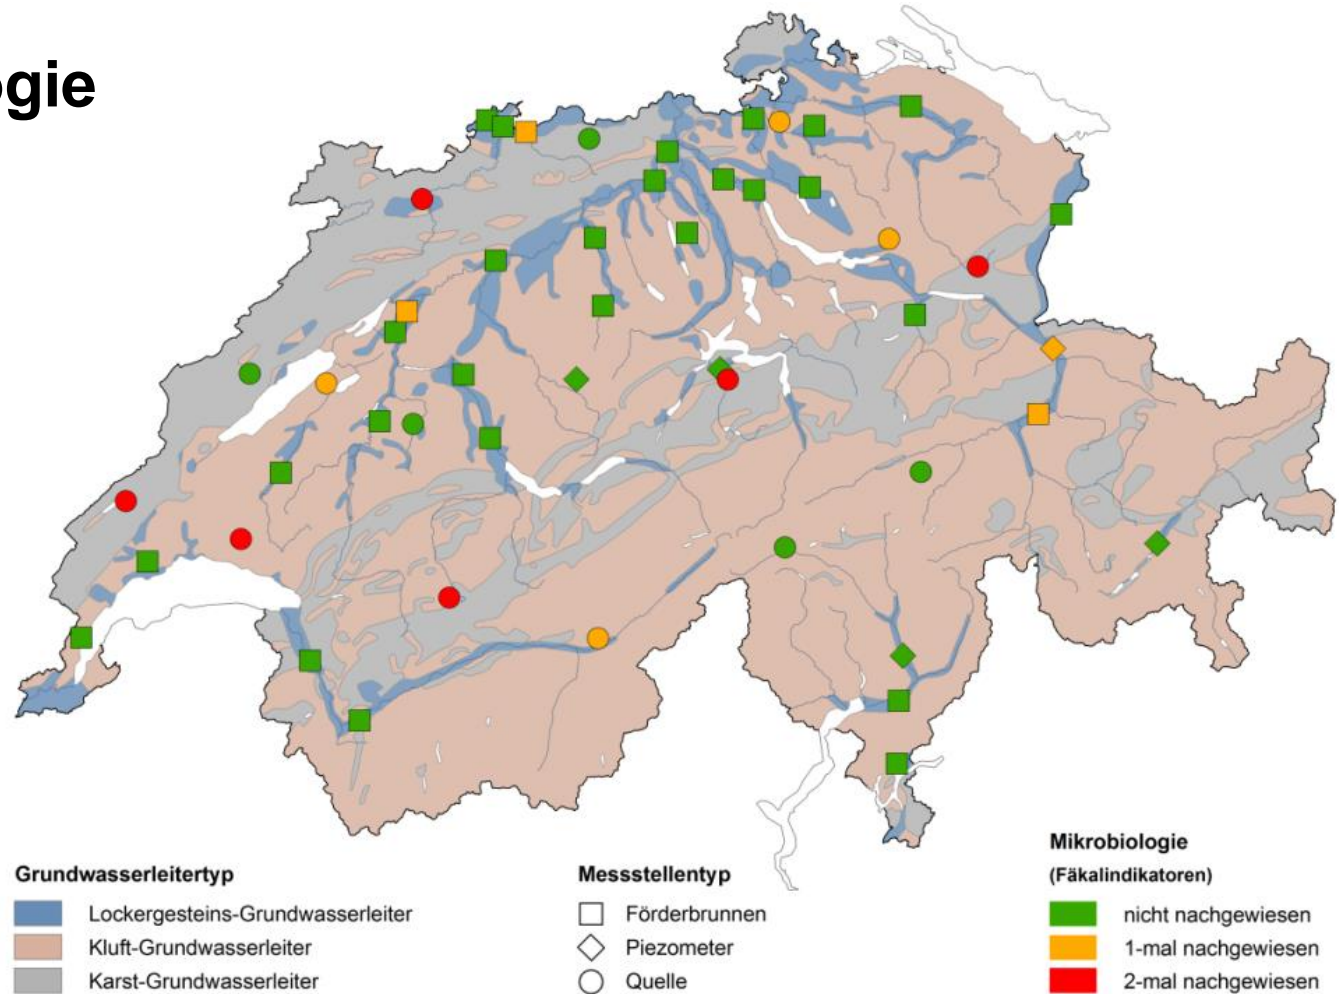 ogie
Grundwasserleitertyp
Lockergesteins-Grundwasserleiter
Kluft-Grundwasserleiter
Karst-Grundwasserleiter
Messstellentyp
Förderbrunnen
Piezometer
Quelle
Mikrobiologie
(Fäkalindikatoren)
nicht nachgewiesen
1-mal nachgewiesen
2-mal nachgewiesen